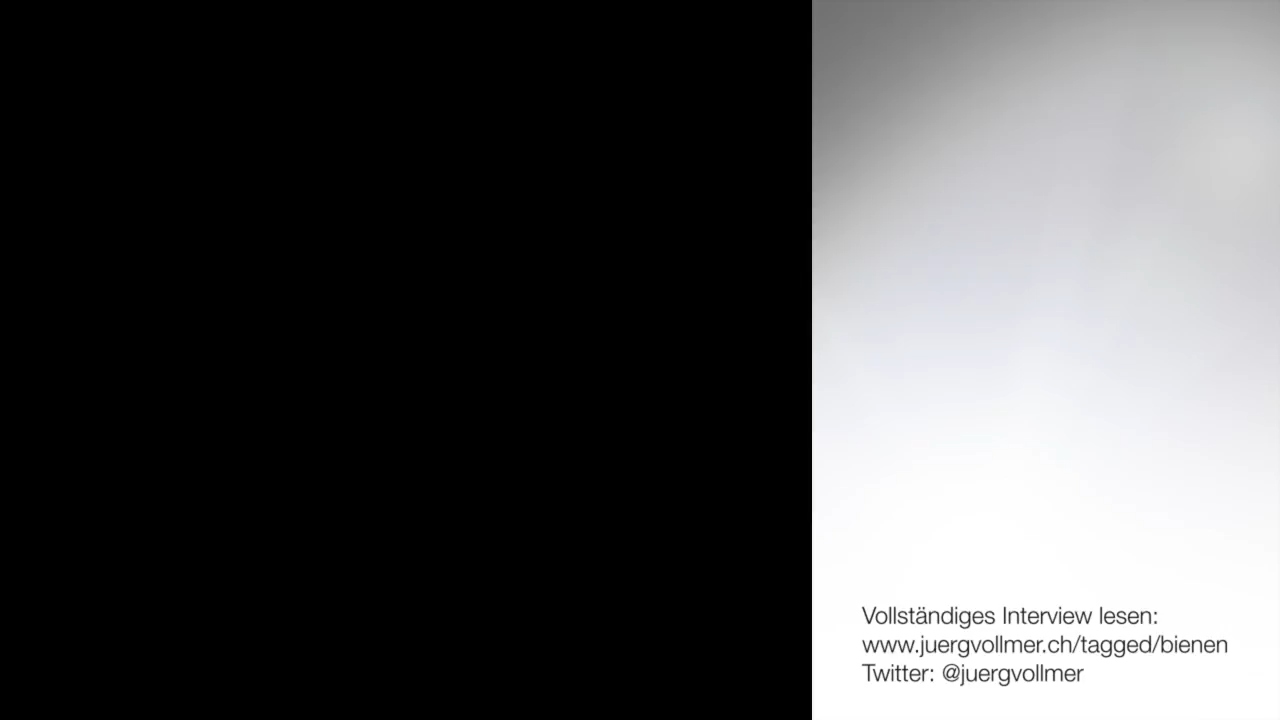 Vollständiges Interview lesen:
www.juergvollmer.ch/tagged/bienen
Twitter: @juergvollmer